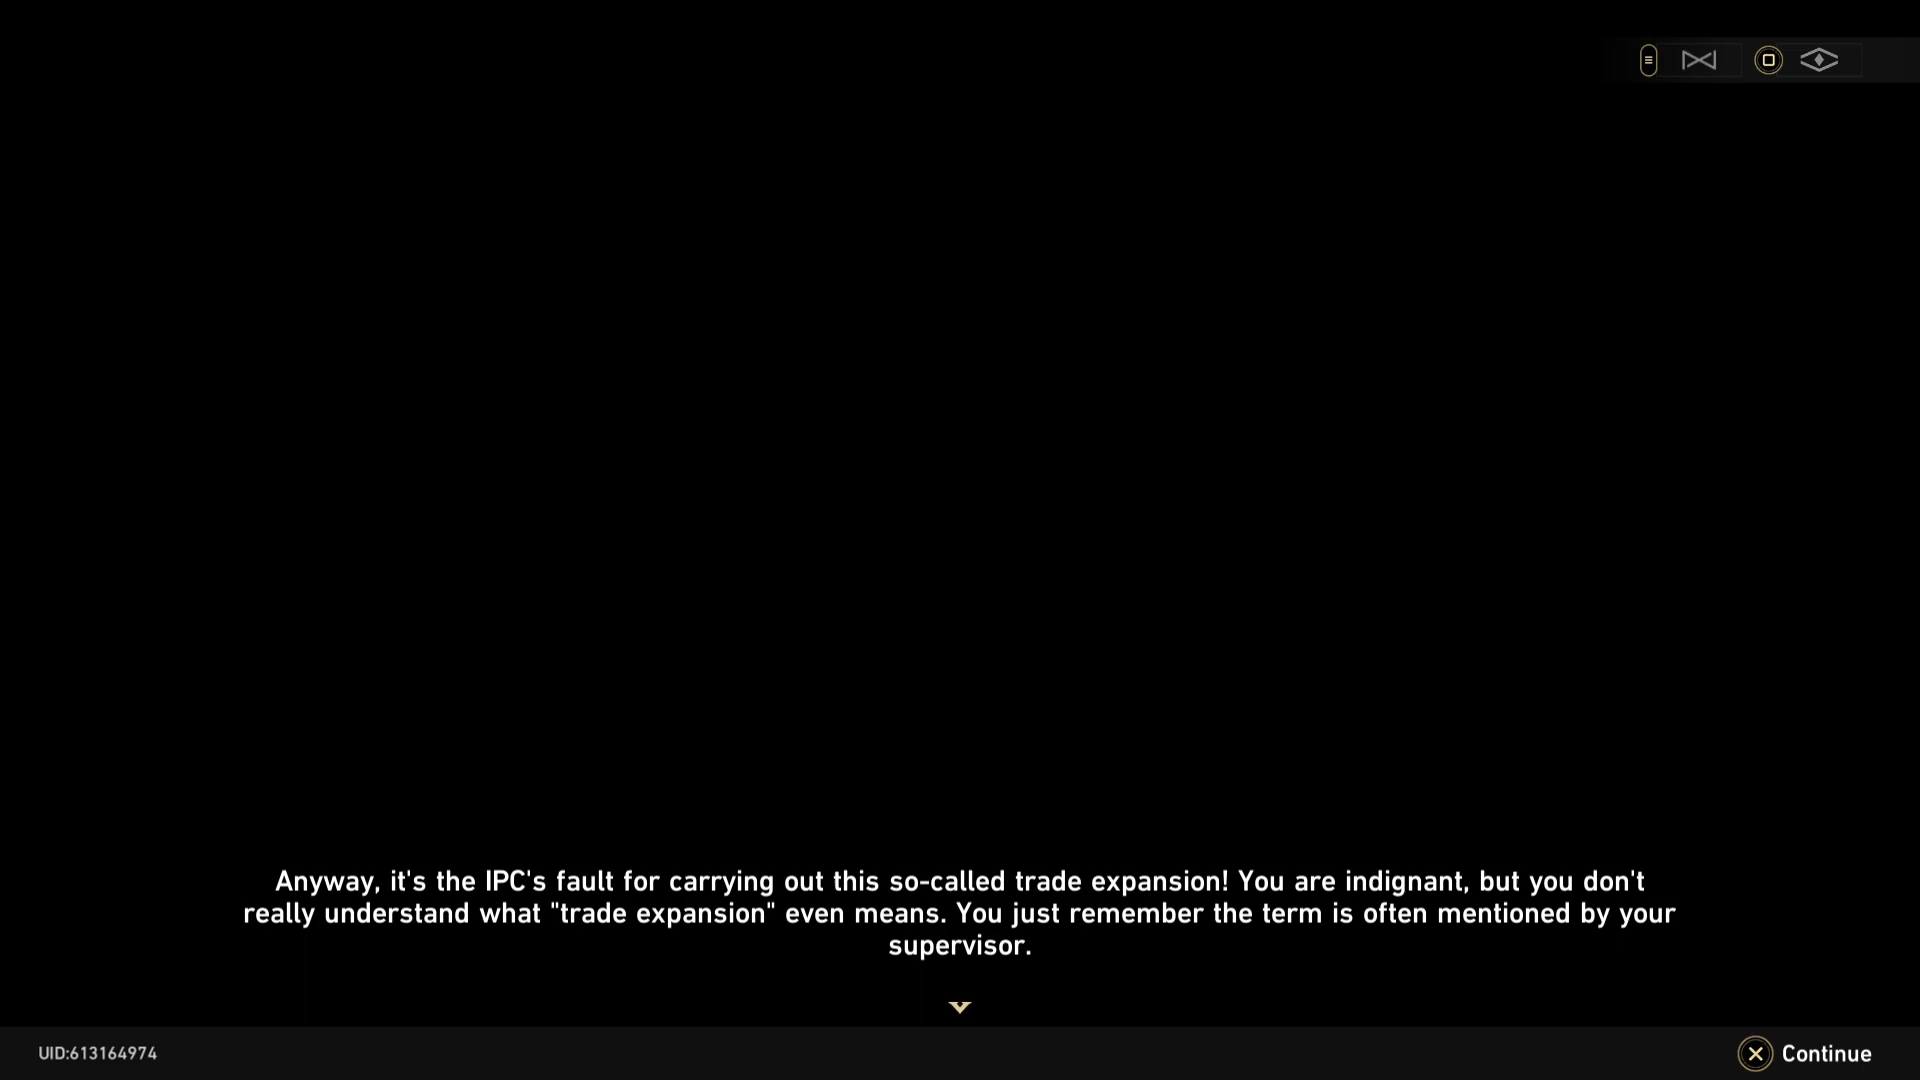 Anyway, it's the IPC's fault for carrying out this so-called trade expansion! You are indignant, but you don't
really understand what "trade expansion" even means. You just remember the term is often mentioned by your
supervisor.
UID:613164974
Continue